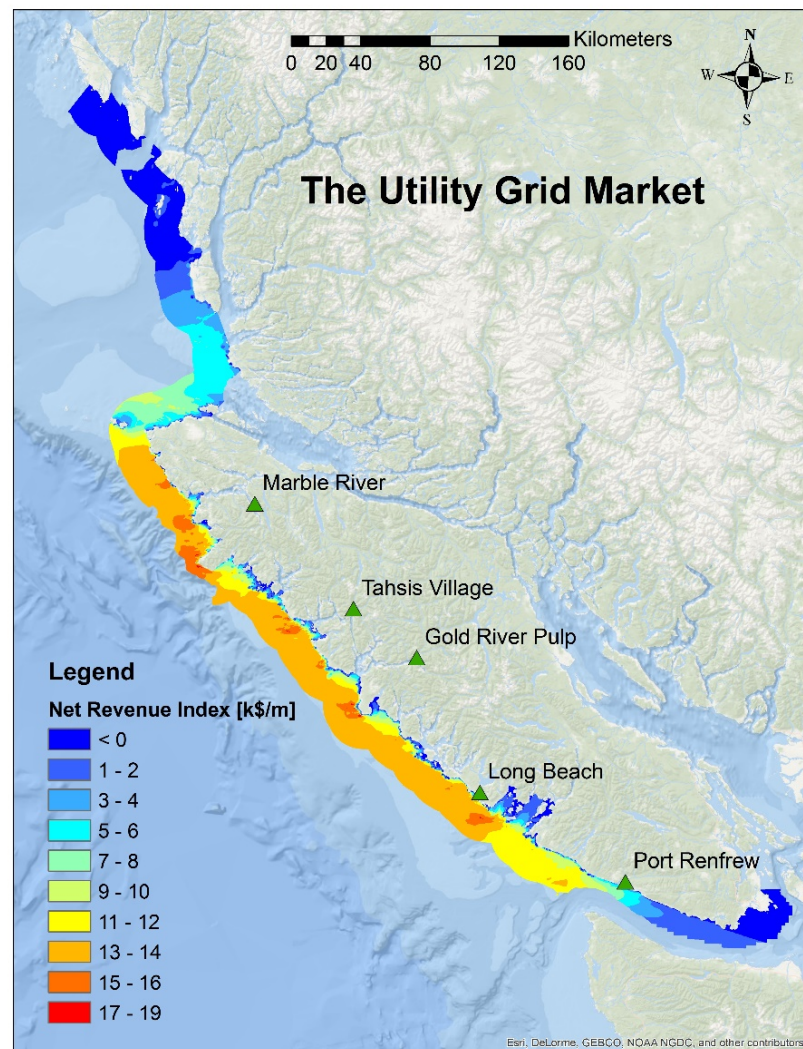 Kilometers
0 20 40 80 120 160
N
W E
S
The Utility Grid Market
Marble River
Tahsis Village
Gold River Pulp
Long Beach
Port Renfrew
Legend
Net Revenue Index [k$/m]
< 0
1 - 2
3 - 4
5 - 6
7 - 8
9 - 10
11 - 12
13 - 14
15 - 16
17 - 19
Esri, DeLorme, GEBCO, NOAA NGDC, and other contributors